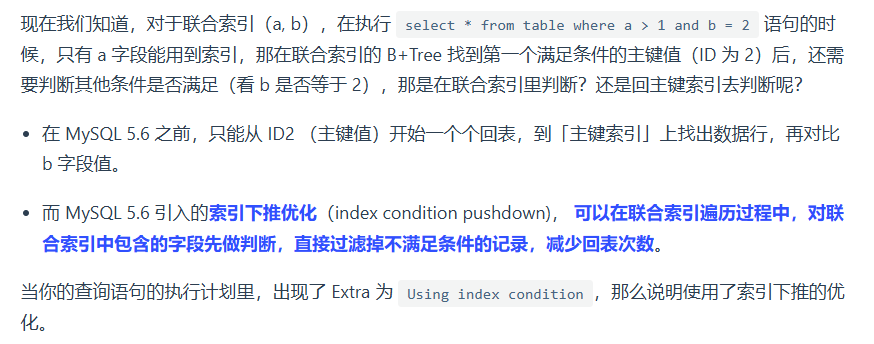 现在我们知道，对于联合索引（a, b），在执行 select * from table where a > 1 and b = 2 语句的时
候，只有 a 字段能用到索引，那在联合索引的 B+Tree 找到第一个满足条件的主键值（ID 为 2）后，还需
要判断其他条件是否满足（看 b 是否等于 2），那是在联合索引里判断？还是回主键索引去判断呢？
• 在 MySQL 5.6 之前，只能从 ID2 （主键值）开始一个个回表，到「主键索引」上找出数据行，再对比
b 字段值。
• 而 MySQL 5.6 引入的索引下推优化（index condition pushdown)， 可以在联合索引遍历过程中，对联
合索引中包含的字段先做判断，直接过滤掉不满足条件的记录，减少回表次数。
当你的查询语句的执行计划里，出现了 Extra 为 Using index condition，那么说明使用了索引下推的优
化。